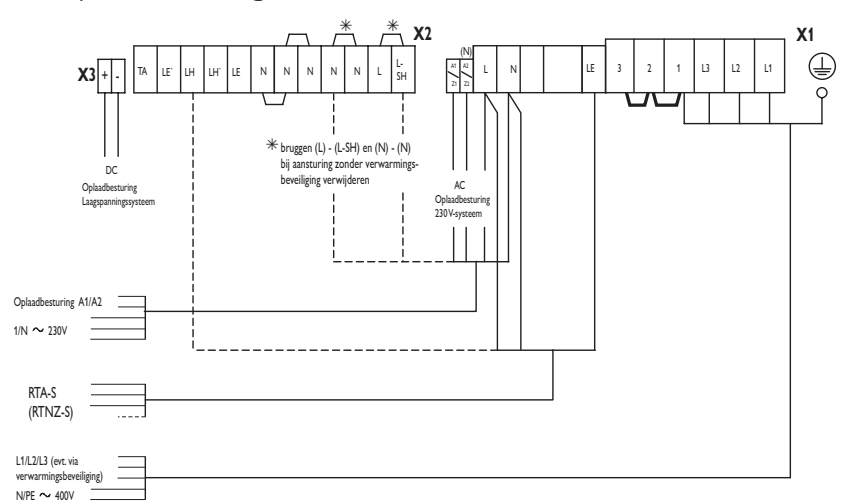 X3
+ -
TA LE` LH LH` LE N N N N N L L-SH
X2
✳ ✳
(N)
A1 A2
Z1 Z2
L N LE 3 2 1 L3 L2 L1
X1
✳ bruggen (L) - (L-SH) en (N) - (N)
bij aansturing zonder verwarmings-
beveiliging verwijderen
DC
Oplaadbesturing
Laagspanningssysteem
AC
Oplaadbesturing
230V-systeem
Oplaadbesturing A1/A2
1/N ~ 230V
RTA-S
(RTNZ-S)
L1/L2/L3 (evt. via
verwarmingsbeveiliging)
N/PE ~ 400V